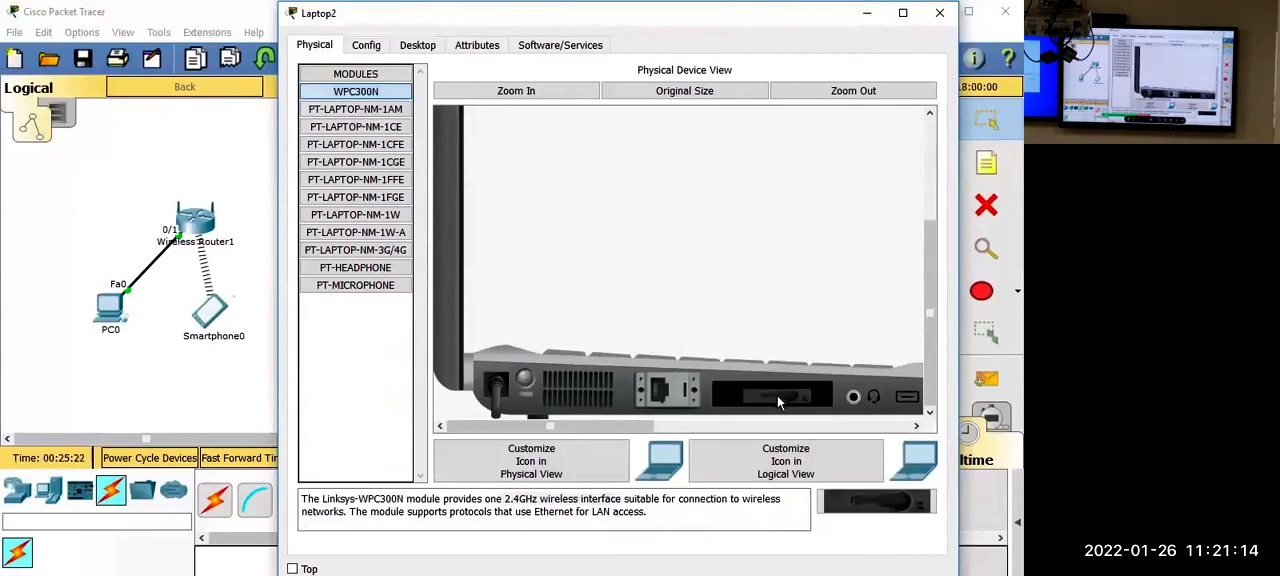 Cisco Packet Tracer
File Edit Options View Tools Extensions Help
Logical
Back
0/1
Wireless Router1
Fa0
PC0
Smartphone0
Time: 00:25:22
Power Cycle Devices
Fast Forward Tim
Laptop2
Physical
Config
Desktop
Attributes
Software/Services
MODULES
WPC300N
PT-LAPTOP-NM-1AM
PT-LAPTOP-NM-1CE
PT-LAPTOP-NM-1CFE
PT-LAPTOP-NM-1CGE
PT-LAPTOP-NM-1FFE
PT-LAPTOP-NM-1FGE
PT-LAPTOP-NM-1W
PT-LAPTOP-NM-1W-A
PT-LAPTOP-NM-3G/4G
PT-HEADPHONE
PT-MICROPHONE
Physical Device View
Zoom In
Original Size
Zoom Out
Customize
Icon in
Physical View
Customize
Icon in
Logical View
The Linksys-WPC300N module provides one 2.4GHz wireless interface suitable for connection to wireless
networks. The module supports protocols that use Ethernet for LAN access.
Top
8:00:00
ltime
2022-01-26 11:21:14